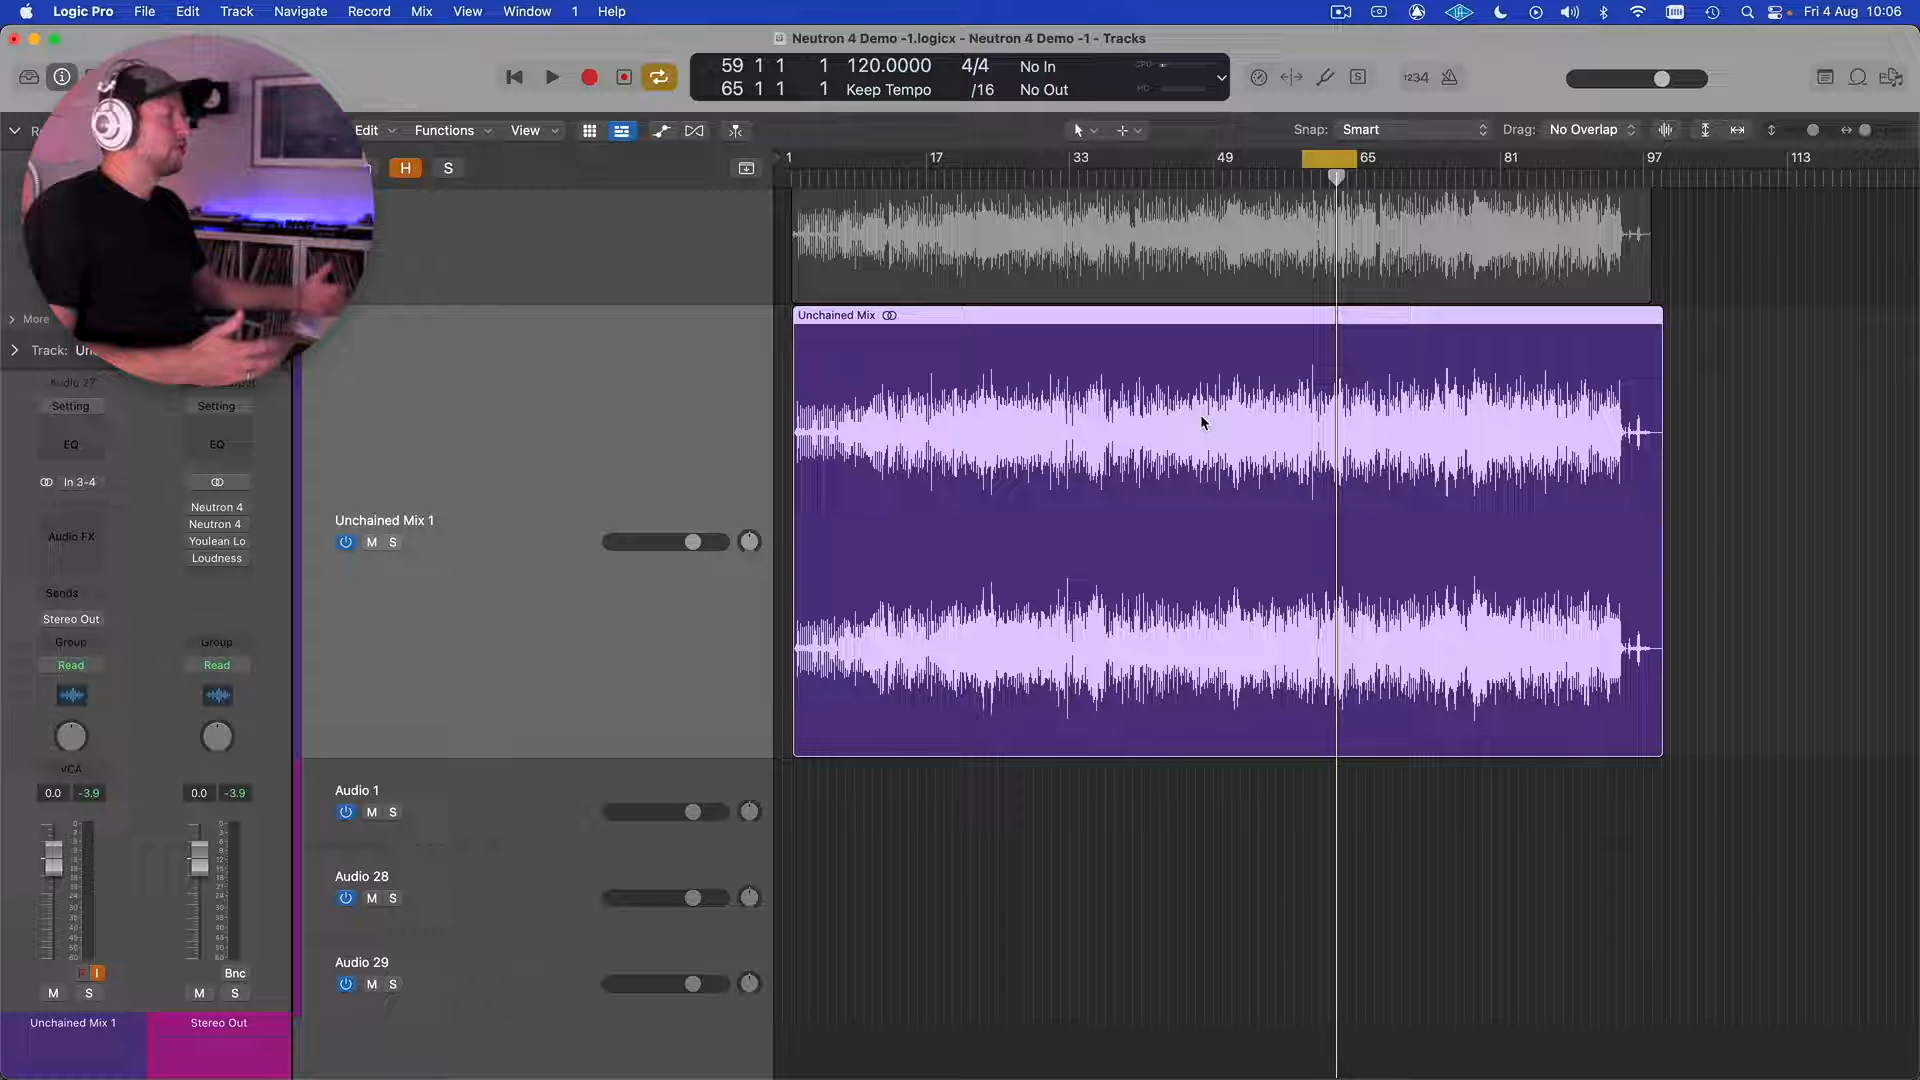 Logic Pro File Edit Track Navigate Record Mix View Window 1 Help Fri 4 Aug 10:06
Neutron 4 Demo -1.logicx - Neutron 4 Demo -1 - Tracks
59 1 1 1 120.0000 4/4 No In CPU
65 1 1 1 Keep Tempo /16 No Out HD
S 1234
Edit Functions View Snap: Smart Drag: No Overlap
H S
1 17 33 49 65 81 97 113
Unchained Mix
More
Track:
Audio 27
Setting Setting
EQ EQ
In 3-4
Neutron 4
Neutron 4
Audio FX
Youlean Lo
Loudness
Sends
Stereo Out
Group Group
Read Read
VCA
0.0 -3.9 0.0 -3.9
I Bnc
M S M S
Unchained Mix 1 Stereo Out
Unchained Mix 1
M S
Audio 1
M S
Audio 28
M S
Audio 29
M S